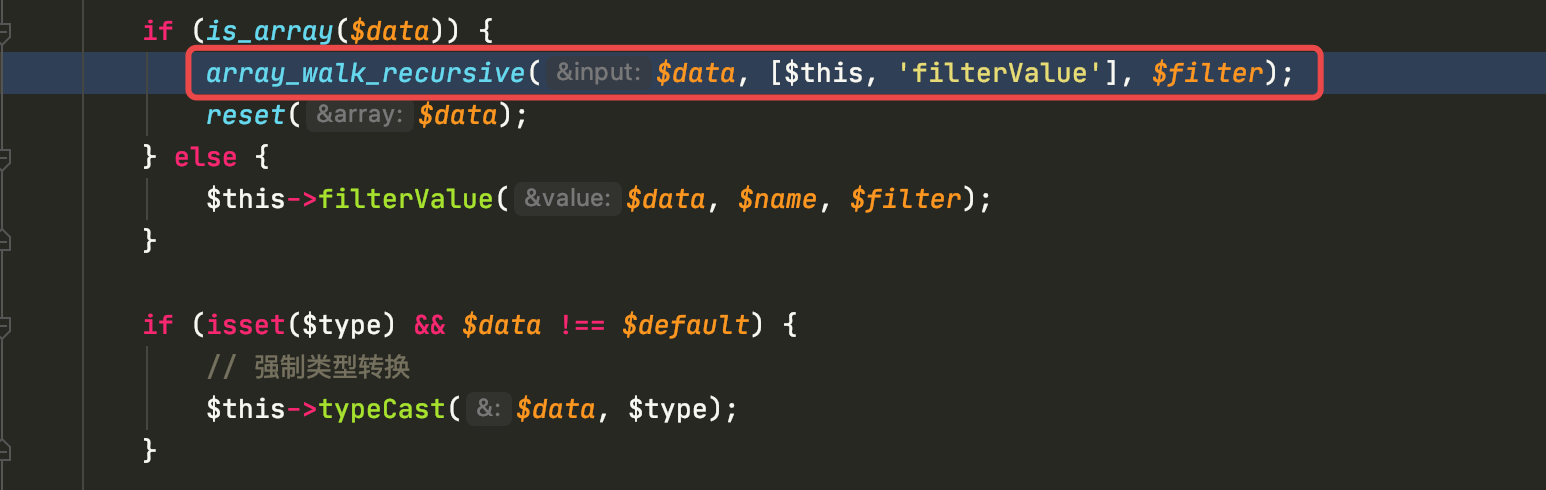 if (is_array($data)) {
array_walk_recursive( &input: $data, [$this, 'filterValue'], $filter);
reset( &array: $data);
} else {
$this->filterValue( &value: $data, $name, $filter);
}
if (isset($type) && $data !== $default) {
// 强制类型转换
$this->typeCast( &: $data, $type);
}